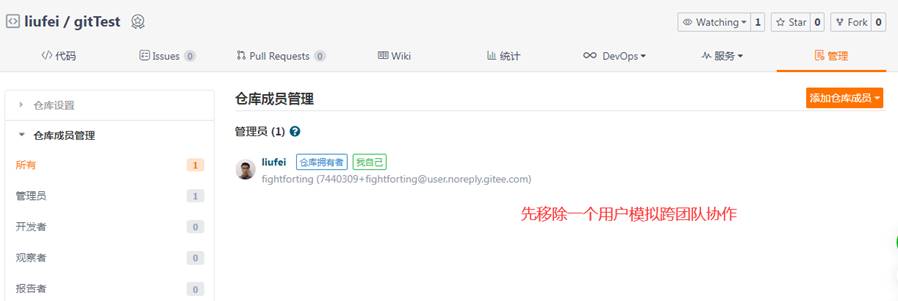 liufei / gitTest
Watching 1 Star 0 Fork 0
代码 Issues 0 Pull Requests 0 Wiki 统计 DevOps 服务 管理
仓库设置
仓库成员管理
所有 1
管理员 1
开发者 0
观察者 0
报告者 0
仓库成员管理 添加仓库成员
管理员 (1)
liufei 仓库拥有者 我自己
fightforting (7440309+fightforting@user.noreply.gitee.com)
先移除一个用户模拟跨团队协作